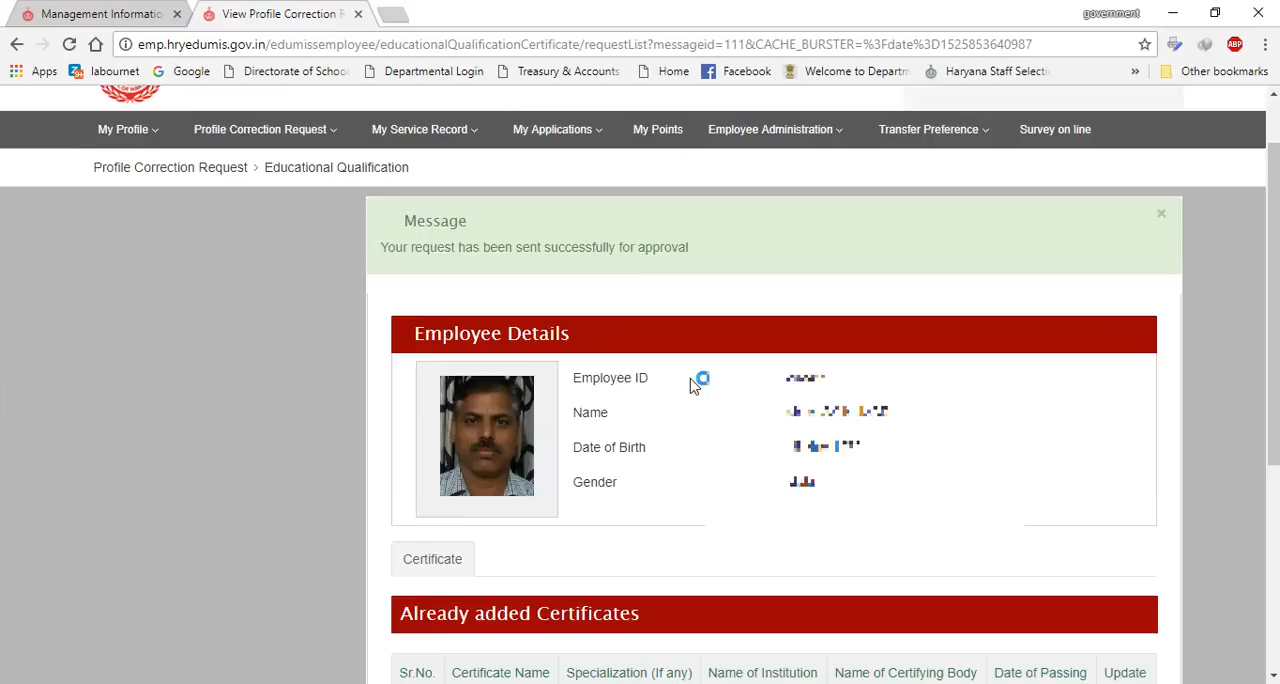 Management Informatio
View Profile Correction R
government
emp.hryedumis.gov.in/edumissemployee/educationalQualificationCertificate/requestList?messageid=111&CACHE_BURSTER=%3Fdate%3D1525853640987
ABP
Apps
labournet
Google
Directorate of Schoo
Departmental Login
Treasury & Accounts
Home
Facebook
Welcome to Departm
Haryana Staff Selecti
»
Other bookmarks
My Profile
Profile Correction Request
My Service Record
My Applications
My Points
Employee Administration
Transfer Preference
Survey on line
Profile Correction Request > Educational Qualification
Message
Your request has been sent successfully for approval
Employee Details
Employee ID
Name
Date of Birth
Gender
Certificate
Already added Certificates
Sr.No.
Certificate Name
Specialization (If any)
Name of Institution
Name of Certifying Body
Date of Passing
Update